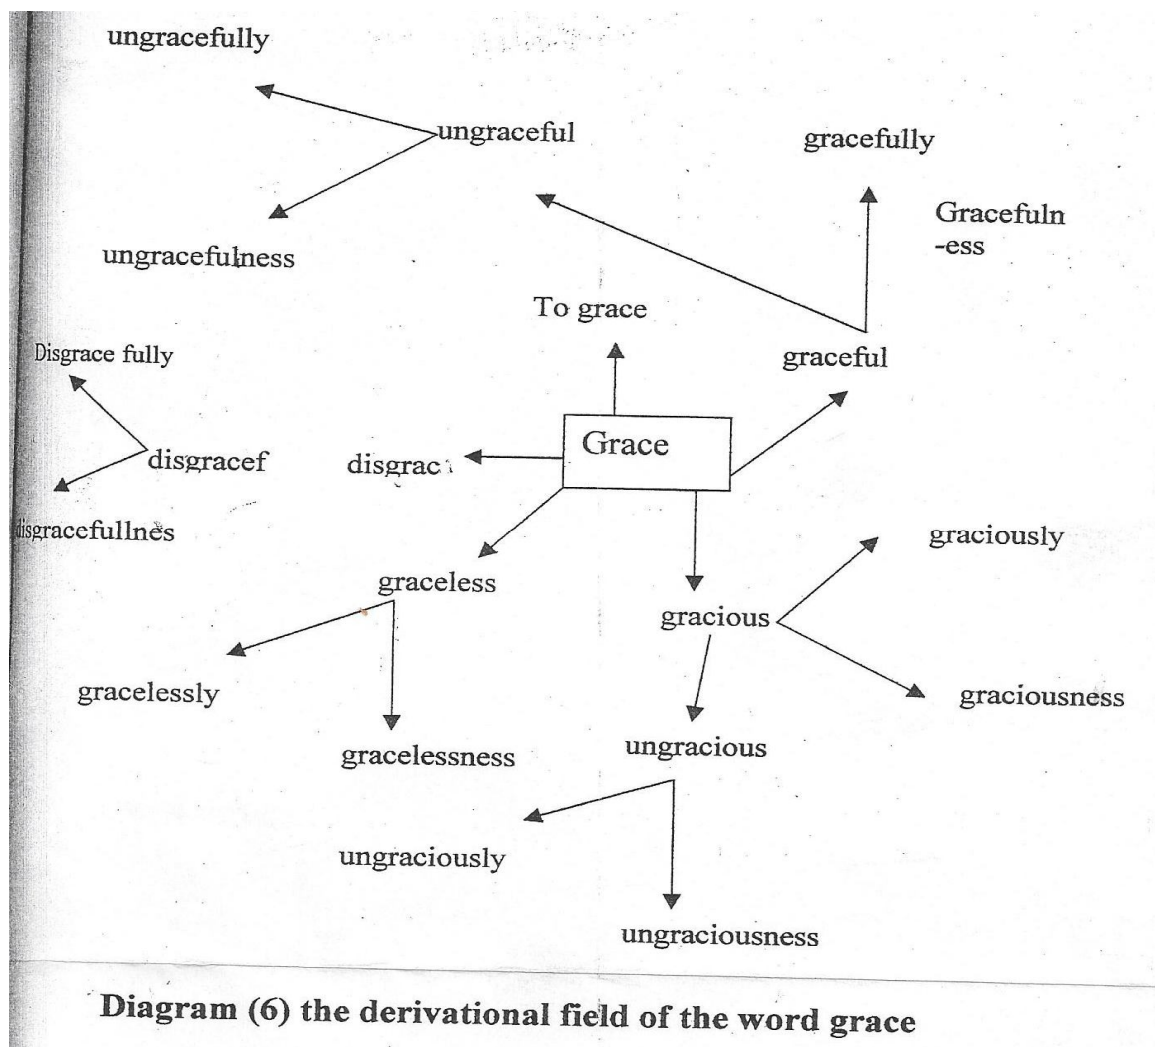 ungracefully
ungraceful
gracefully
Gracefuln
-ess
ungracefulness
To grace
Disgrace fully
graceful
Grace
disgracef
disgrac
disgracefullnes
graciously
graceless
gracious
gracelessly
graciousness
ungracious
gracelessness
ungraciously
ungraciousness
Diagram (6) the derivational field of the word grace